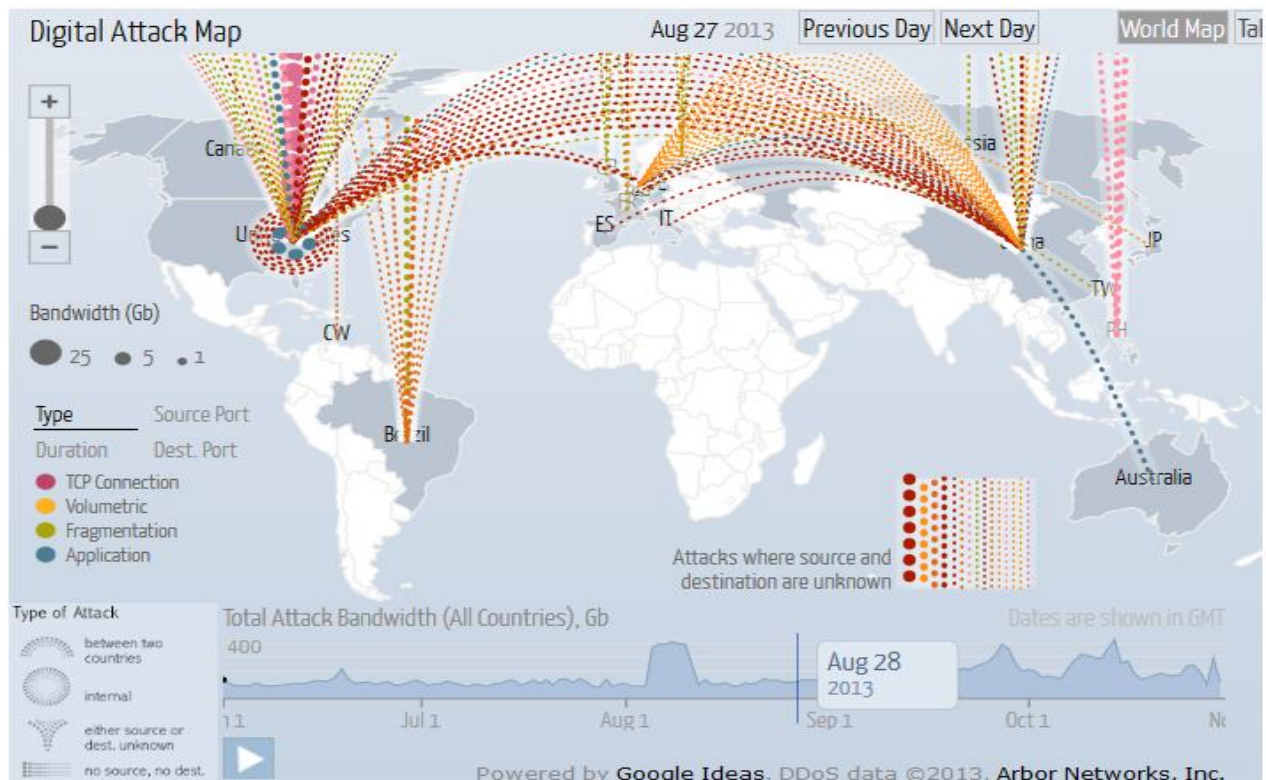 Digital Attack Map
Aug 27 2013
Previous Day
Next Day
World Map
+
−
ES
IT
JP
CW
PH
Australia
Bandwidth (Gb)
25 5 1
Type Source Port
Duration Dest. Port
TCP Connection
Volumetric
Fragmentation
Application
Attacks where source and
destination are unknown
Type of Attack
between two
countries
internal
either source or
dest. unknown
no source, no dest.
Total Attack Bandwidth (All Countries), Gb
Dates are shown in GMT
400
Aug 28
2013
Jul 1
Aug 1
Sep 1
Oct 1
Powered by Google Ideas, DDoS data ©2013, Arbor Networks, Inc.